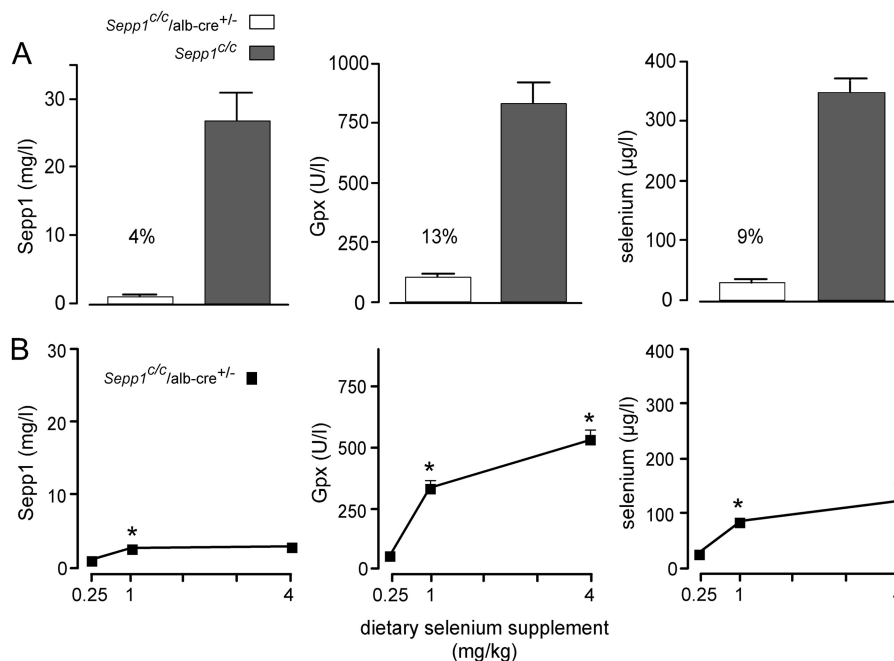 Sepp1c/c/alb-cre+/-
Sepp1c/c
A
Sepp1 (mg/l)
30
20
10
0
4%
Gpx (U/l)
1000
750
500
250
0
13%
selenium (µg/l)
400
300
200
100
0
9%
B
Sepp1c/c/alb-cre+/-
Sepp1 (mg/l)
30
20
10
0
*
0.25 1 4
Gpx (U/l)
750
500
250
0
* *
0.25 1 4
selenium (µg/l)
400
300
200
100
0
*
0.25 1
dietary selenium supplement
(mg/kg)